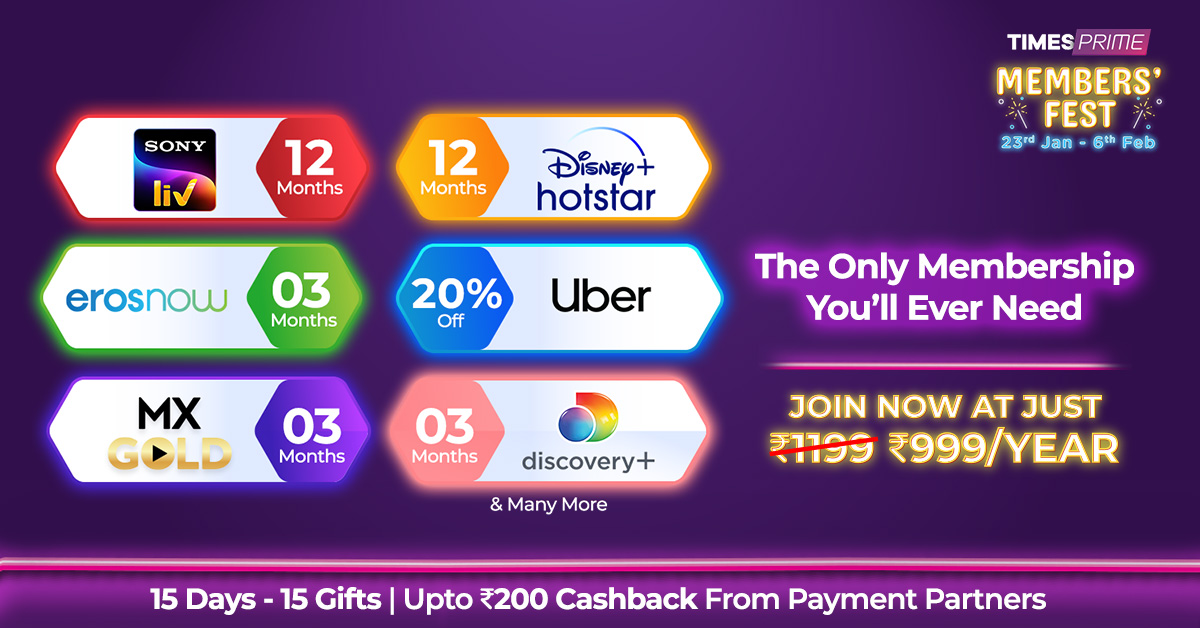 TIMES PRIME
MEMBERS'
FEST
23rd Jan - 6th Feb
SONY
liv
12
Months
12
Months
Disney+
hotstar
erosnow
03
Months
20%
Off
Uber
MX
GOLD
03
Months
03
Months
discovery+
& Many More
The Only Membership
You'll Ever Need
JOIN NOW AT JUST
₹1199 ₹999/YEAR
15 Days - 15 Gifts | Upto ₹200 Cashback From Payment Partners